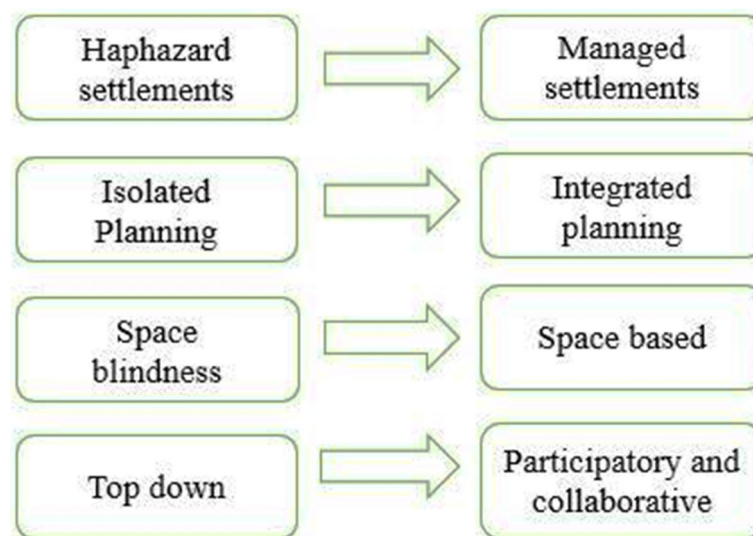 Haphazard
settlements
Managed
settlements
Isolated
Planning
Integrated
planning
Space
blindness
Space based
Top down
Participatory and
collaborative